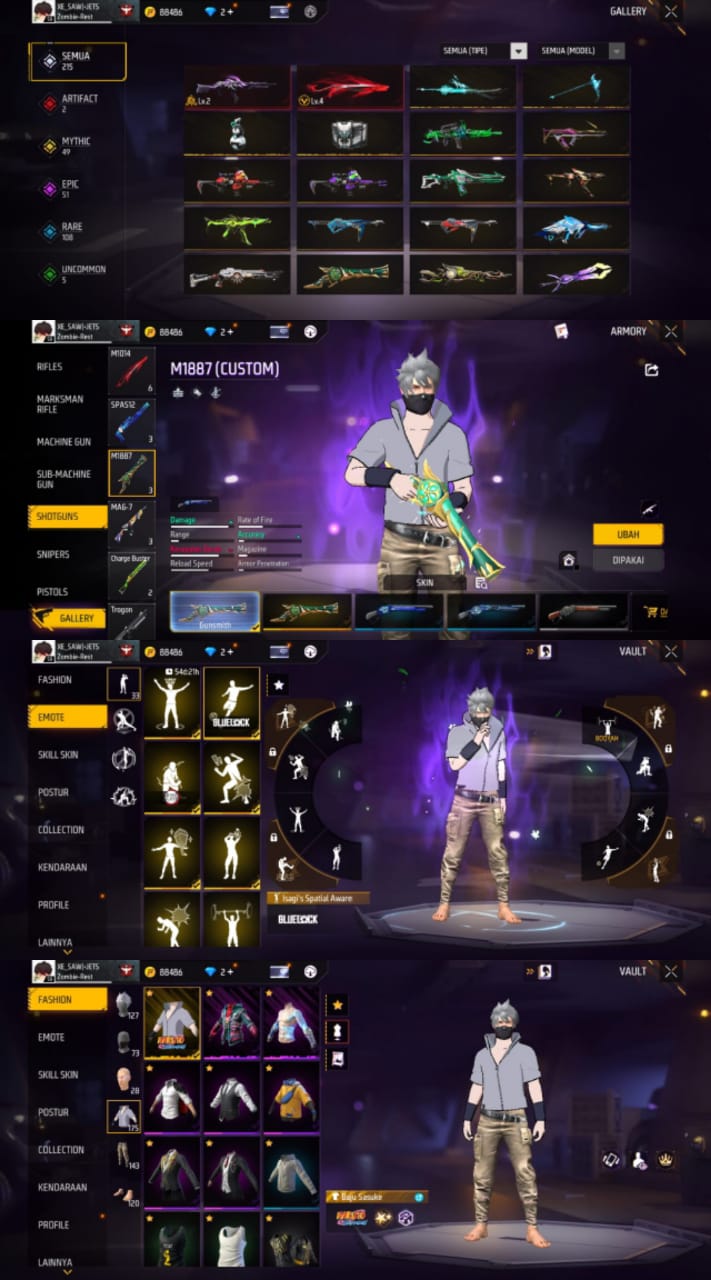 XE_SAW)-JETS
Zombie-Rest
88486
2+
GALLERY
SEMUA
215
SEMUA (TIPE)
SEMUA (MODEL)
ARTIFACT
2
MYTHIC
49
EPIC
51
RARE
108
UNCOMMON
5
Lv.2
Lv.4
XE_SAW)-JETS
Zombie-Rest
88486
2+
ARMORY
RIFLES
MARKSMAN
RIFLE
MACHINE GUN
SUB-MACHINE
GUN
SHOTGUNS
SNIPERS
PISTOLS
GALLERY
M1014
6
SPAS12
3
M1887
3
MAG-7
3
Charge Buster
2
Trogon
M1887 (CUSTOM)
Damage
Rate of Fire
Range
Accuracy
Magazine
Reload Speed
Armor Penetration
SKIN
UBAH
DIPAKAI
Gunsmith
XE_SAW)-JETS
Zombie-Rest
88486
2+
VAULT
FASHION
EMOTE
SKILL SKIN
POSTUR
COLLECTION
KENDARAAN
PROFILE
LAINNYA
33
54d:21h
BLUELOCK
BOOYAH
Isagi's Spatial Aware
BLUELOCK
XE_SAW)-JETS
Zombie-Rest
88486
2+
VAULT
FASHION
EMOTE
SKILL SKIN
POSTUR
COLLECTION
KENDARAAN
PROFILE
LAINNYA
127
73
28
175
143
120
NARUTO
Baju Sasuke
NARUTO